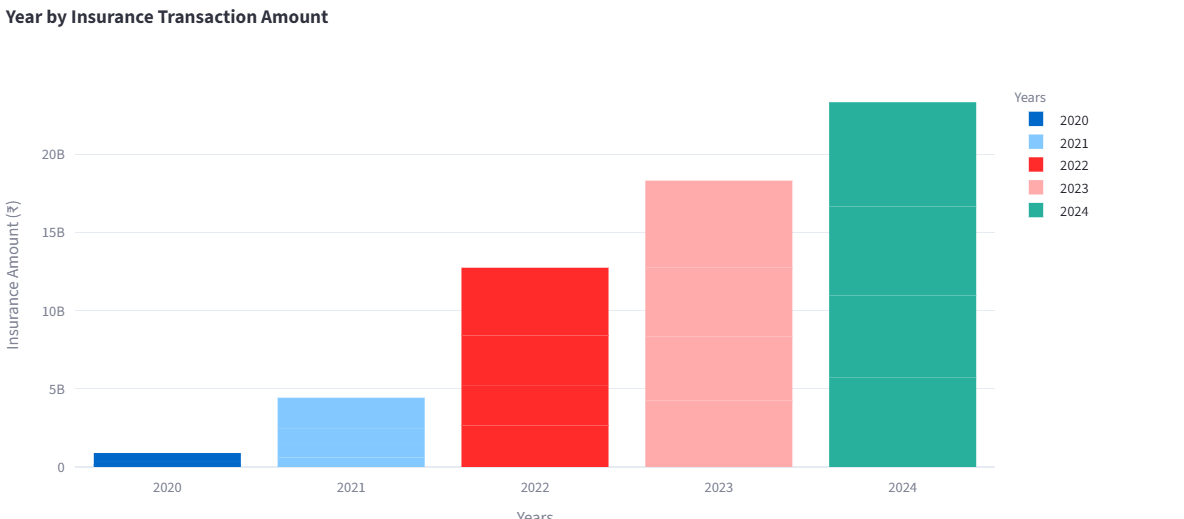 Year by Insurance Transaction Amount
Insurance Amount (₹)
20B
15B
10B
5B
0
2020
2021
2022
2023
2024
Years
Years
2020
2021
2022
2023
2024